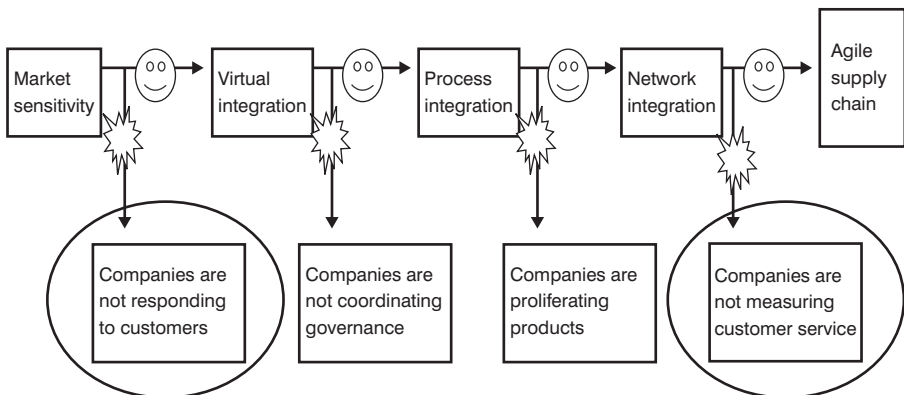 Market
sensitivity
Virtual
integration
Process
integration
Network
integration
Agile
supply
chain
Companies are
not responding
to customers
Companies are
not coordinating
governance
Companies are
proliferating
products
Companies are
not measuring
customer service